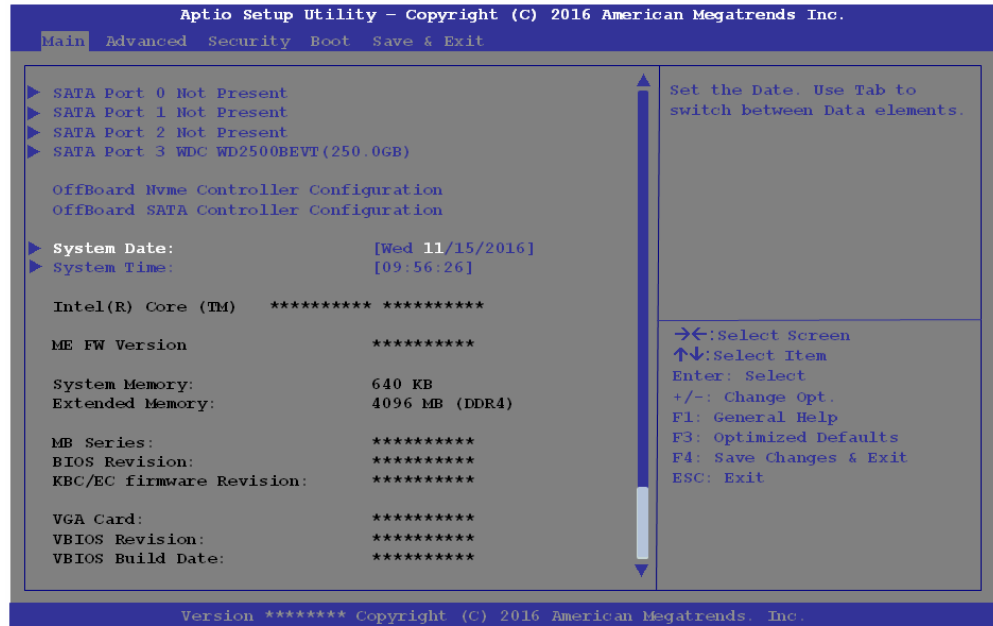 Aptio Setup Utility – Copyright (C) 2016 American Megatrends Inc.
Main Advanced Security Boot Save & Exit
SATA Port 0 Not Present
SATA Port 1 Not Present
SATA Port 2 Not Present
SATA Port 3 WDC WD2500BEVT(250.0GB)
OffBoard Nvme Controller Configuration
OffBoard SATA Controller Configuration
System Date: [Wed 11/15/2016]
System Time: [09:56:26]
Intel(R) Core (TM) ********** **********
ME FW Version **********
System Memory: 640 KB
Extended Memory: 4096 MB (DDR4)
MB Series: **********
BIOS Revision: **********
KBC/EC firmware Revision: **********
VGA Card: **********
VBIOS Revision: **********
VBIOS Build Date: **********
Set the Date. Use Tab to
switch between Data elements.
→←:Select Screen
↑↓:Select Item
Enter: Select
+/-: Change Opt.
F1: General Help
F3: Optimized Defaults
F4: Save Changes & Exit
ESC: Exit
Version ******** Copyright (C) 2016 American Megatrends. Inc.